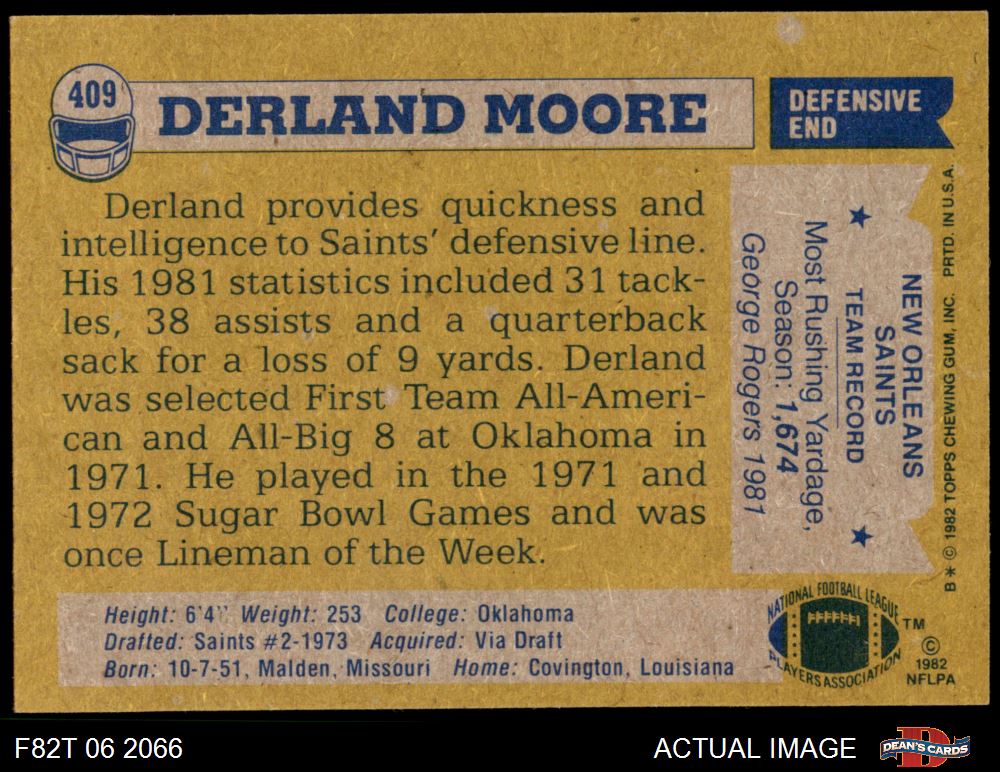 409
DERLAND MOORE
DEFENSIVE
END
Derland provides quickness and
intelligence to Saints' defensive line.
His 1981 statistics included 31 tack-
les, 38 assists and a quarterback
sack for a loss of 9 yards. Derland
was selected First Team All-Ameri-
can and All-Big 8 at Oklahoma in
1971. He played in the 1971 and
1972 Sugar Bowl Games and was
once Lineman of the Week.
NEW ORLEANS
SAINTS
★ TEAM RECORD ★
Most Rushing Yardage,
Season: 1,674
George Rogers 1981
B * © 1982 TOPPS CHEWING GUM, INC. PRTD. IN U.S.A.
Height: 6'4" Weight: 253 College: Oklahoma
Drafted: Saints #2-1973 Acquired: Via Draft
Born: 10-7-51, Malden, Missouri Home: Covington, Louisiana
NATIONAL FOOTBALL LEAGUE
PLAYERS ASSOCIATION
TM
©
1982
NFLPA
F82T 06 2066
ACTUAL IMAGE
DEAN'S CARDS